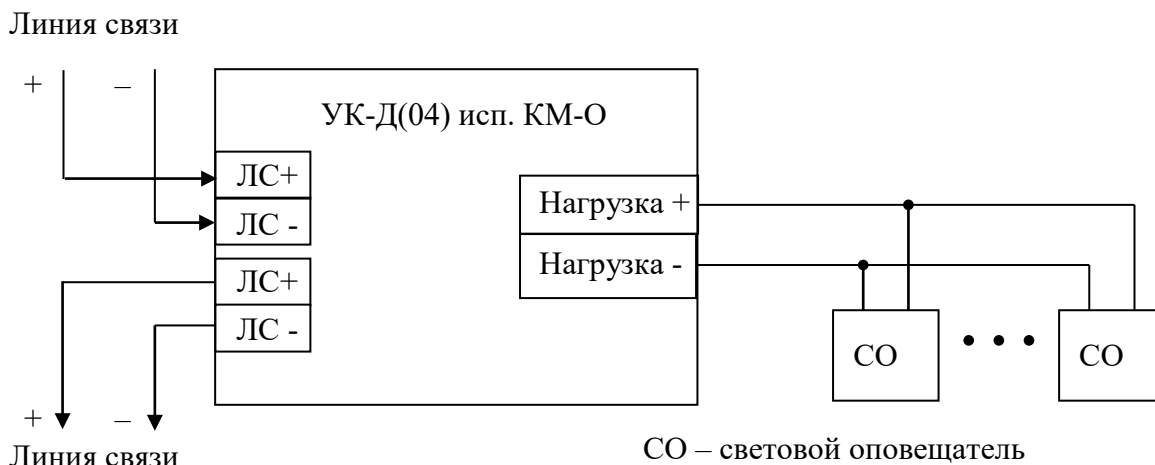 Линия связи
+ –
УК-Д(04) исп. КМ-О
ЛС+
ЛС -
ЛС+
ЛС -
Нагрузка +
Нагрузка -
СО
СО
+ –
Линия связи
СО – световой оповещатель